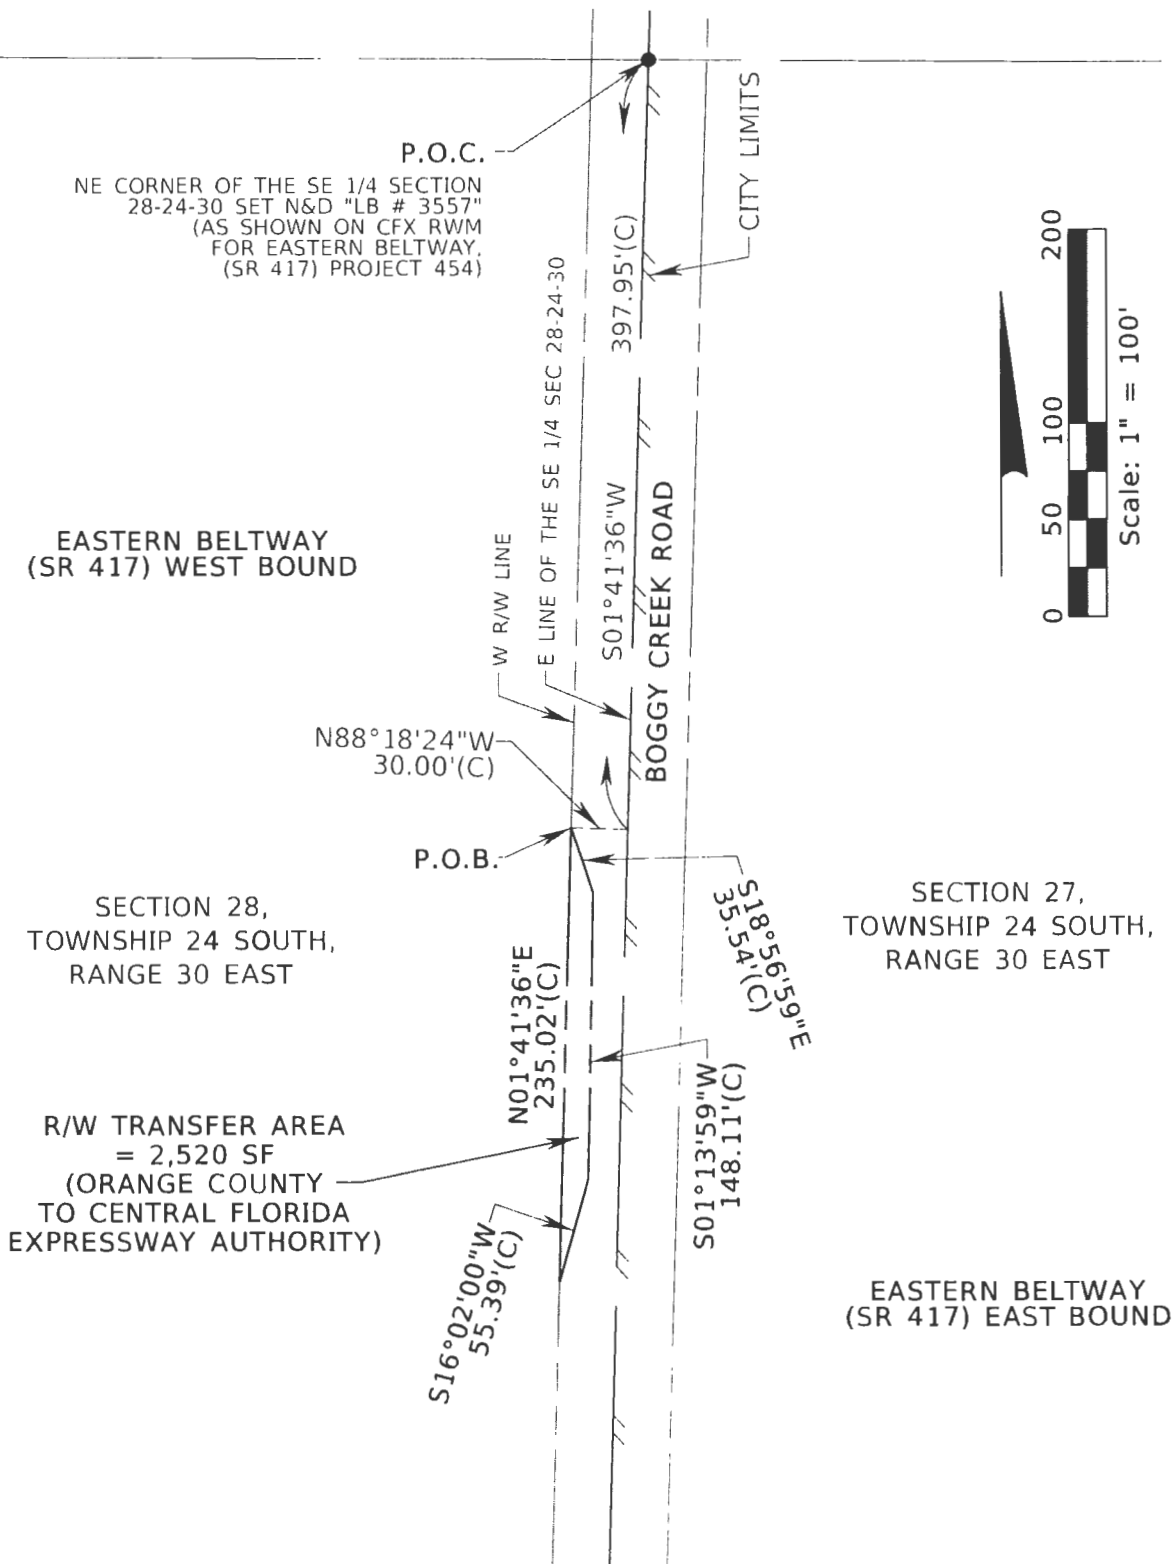 P.O.C.
NE CORNER OF THE SE 1/4 SECTION
28-24-30 SET N&D "LB # 3557"
(AS SHOWN ON CFX RWM
FOR EASTERN BELTWAY,
(SR 417) PROJECT 454)
CITY LIMITS
397.95'(C)
E LINE OF THE SE 1/4 SEC 28-24-30
W R/W LINE
S01°41'36"W
BOGGY CREEK ROAD
0 50 100 200
Scale: 1" = 100'
EASTERN BELTWAY
(SR 417) WEST BOUND
N88°18'24"W
30.00'(C)
P.O.B.
SECTION 28,
TOWNSHIP 24 SOUTH,
RANGE 30 EAST
S18°56'59"E
35.54'(C)
SECTION 27,
TOWNSHIP 24 SOUTH,
RANGE 30 EAST
N01°41'36"E
235.02'(C)
S01°13'59"W
148.11'(C)
R/W TRANSFER AREA
= 2,520 SF
(ORANGE COUNTY
TO CENTRAL FLORIDA
EXPRESSWAY AUTHORITY)
S16°02'00"W
55.39'(C)
EASTERN BELTWAY
(SR 417) EAST BOUND